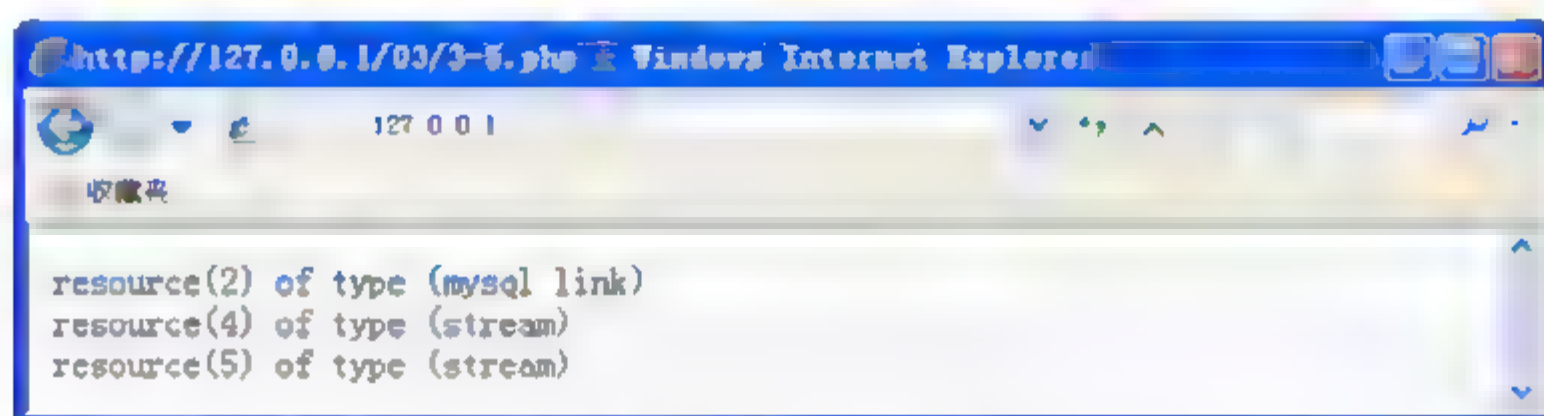 http://127.0.0.1/03/3-5.php - Windows Internet Explorer
127 0 0 1
收藏夹
resource(2) of type (mysql link)
resource(4) of type (stream)
resource(5) of type (stream)